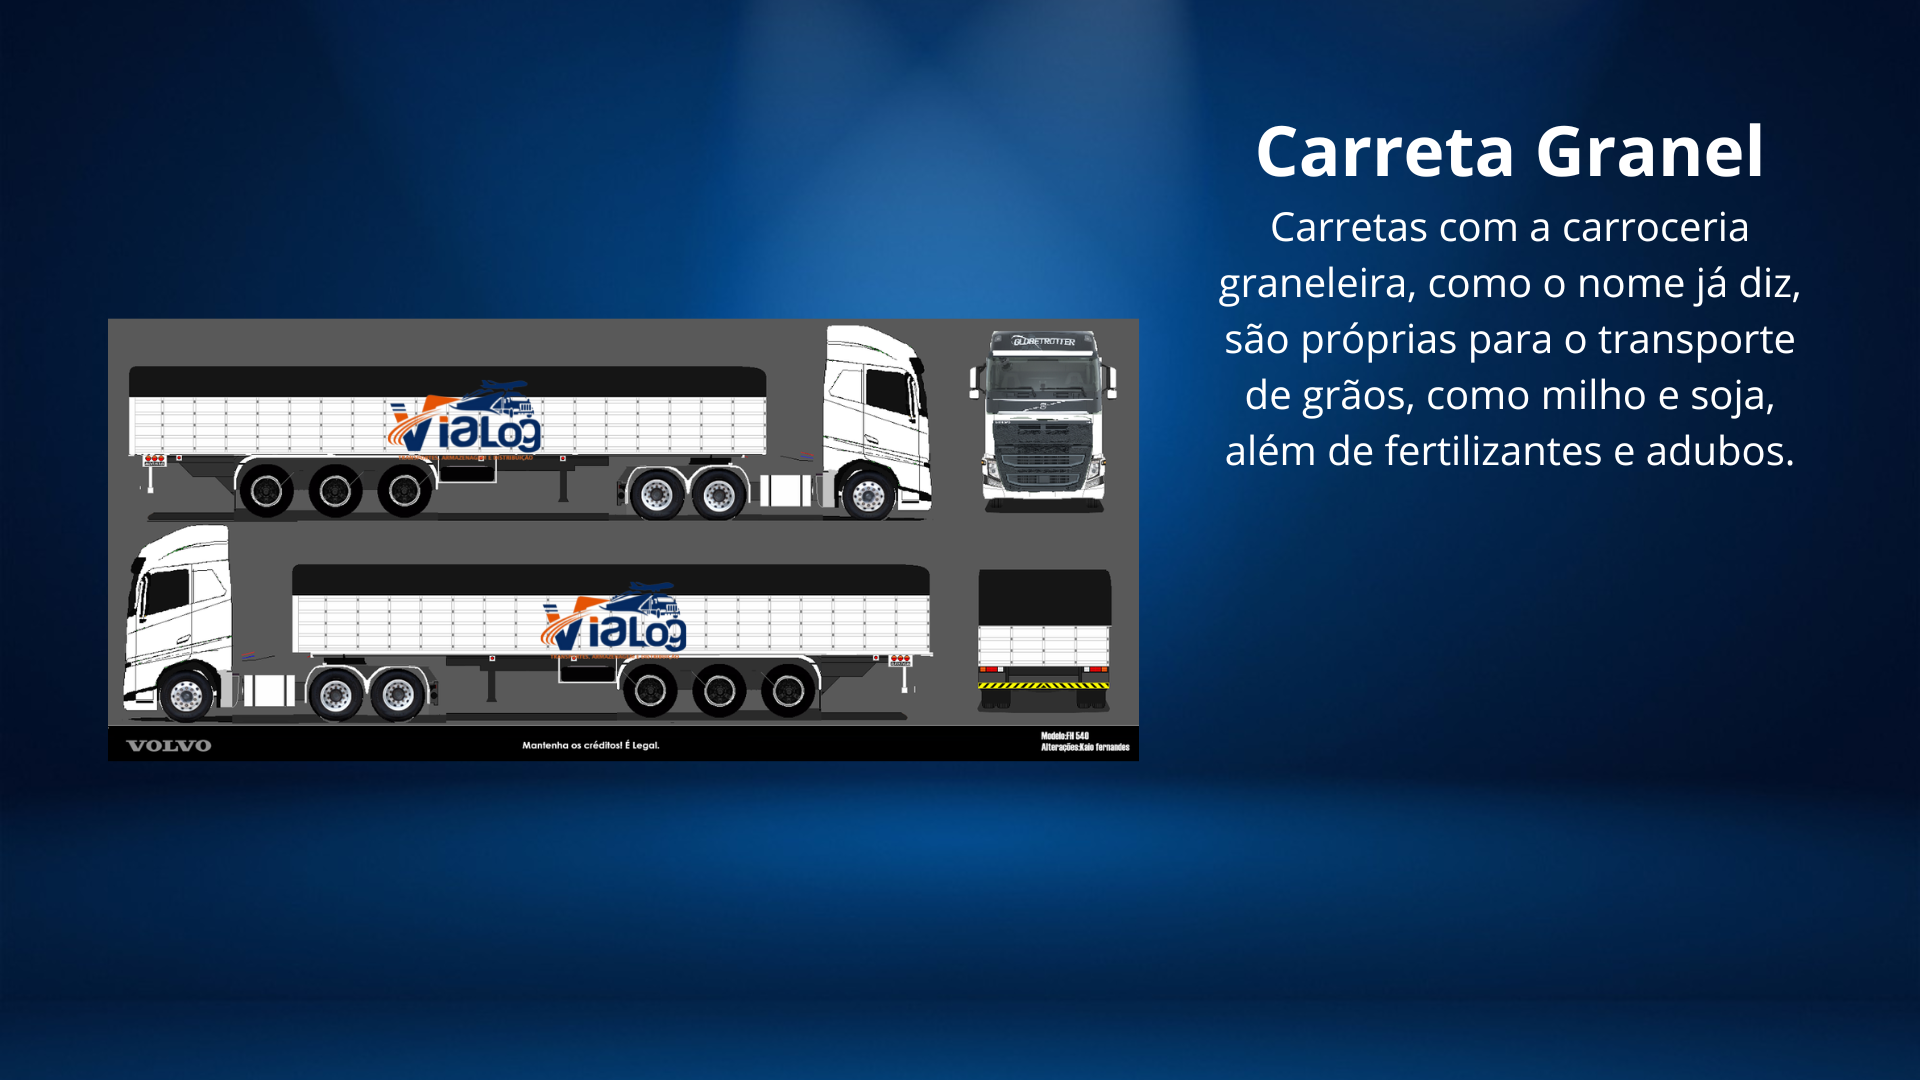 Carreta Granel
Carretas com a carroceria
graneleira, como o nome já diz,
são próprias para o transporte
de grãos, como milho e soja,
além de fertilizantes e adubos.
GLOBETROTTER
ViaLog
ViaLog
VOLVO
Mantenha os créditos! É Legal.
Modelo:FH 540
Alterações:Kaio fernandes